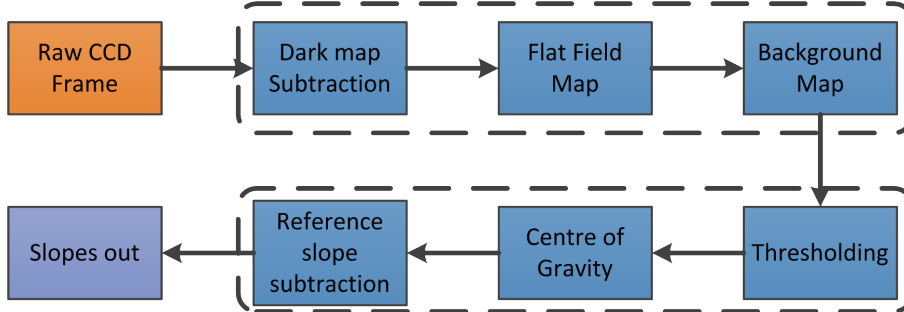 Raw CCD
Frame
Dark map
Subtraction
Flat Field
Map
Background
Map
Slopes out
Reference
slope
subtraction
Centre of
Gravity
Thresholding